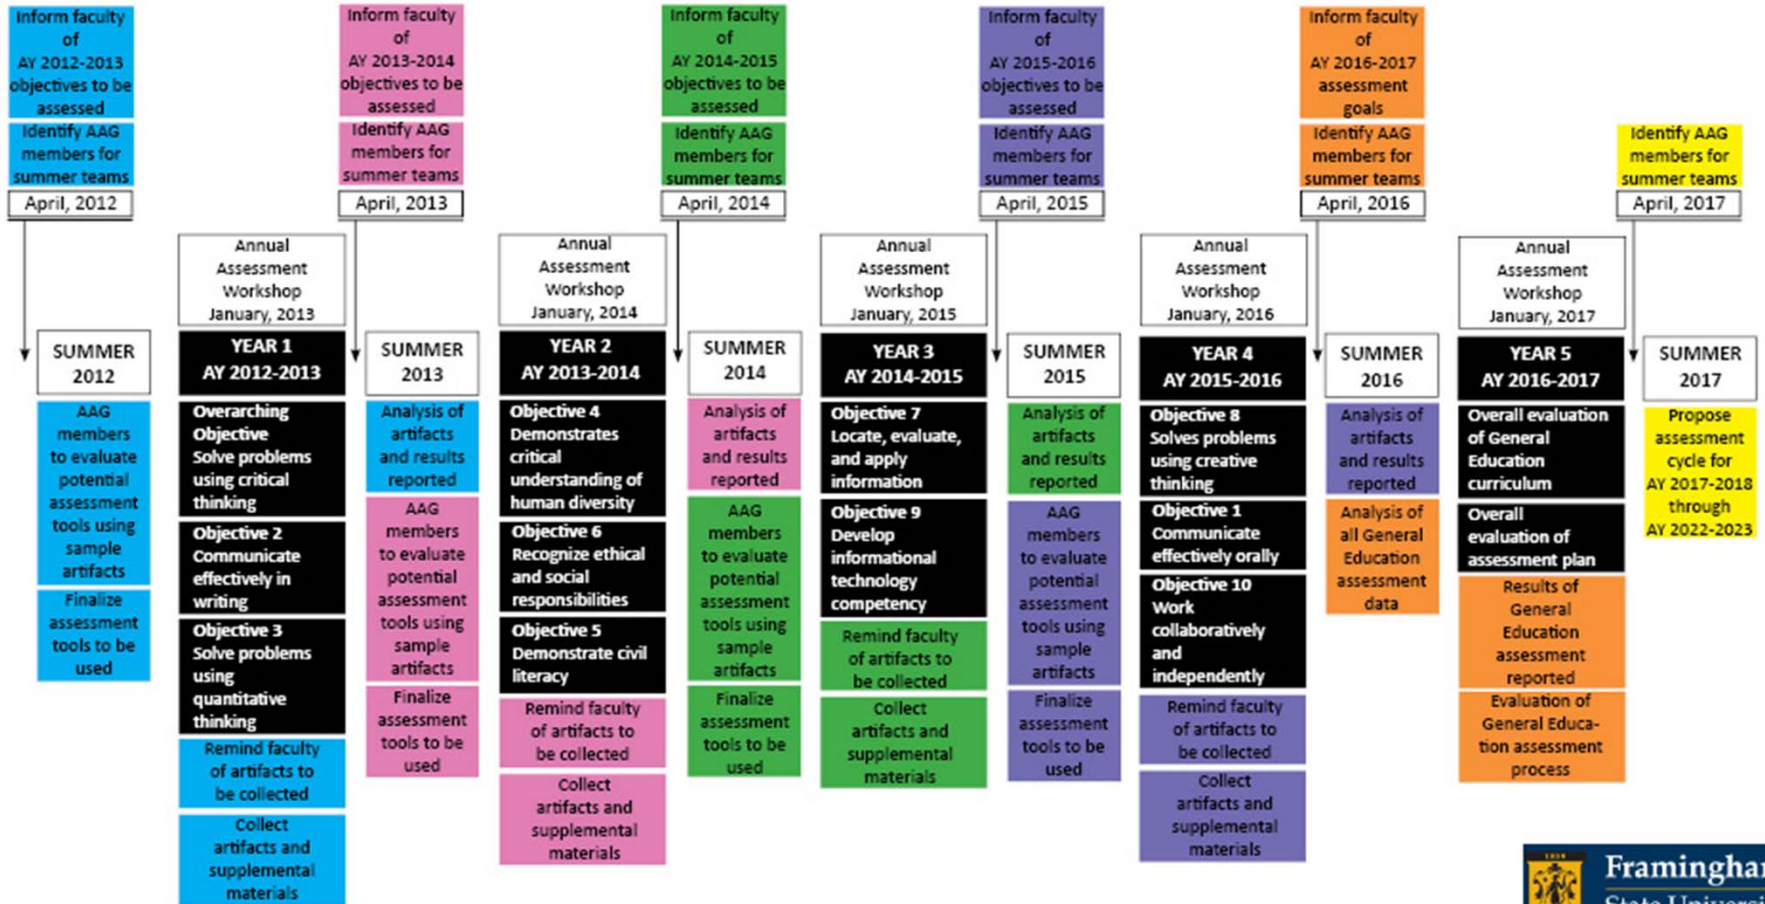 Inform faculty
of
AY 2012-2013
objectives to be
assessed
Identify AAG
members for
summer teams
April, 2012
Inform faculty
of
AY 2013-2014
objectives to be
assessed
Identify AAG
members for
summer teams
April, 2013
Inform faculty
of
AY 2014-2015
objectives to be
assessed
Identify AAG
members for
summer teams
April, 2014
Inform faculty
of
AY 2015-2016
objectives to be
assessed
Identify AAG
members for
summer teams
April, 2015
Inform faculty
of
AY 2016-2017
assessment
goals
Identify AAG
members for
summer teams
April, 2016
Identify AAG
members for
summer teams
April, 2017
SUMMER
2012
AAG
members
to evaluate
potential
assessment
tools using
sample
artifacts
Finalize
assessment
tools to be
used
Annual
Assessment
Workshop
January, 2013
YEAR 1
AY 2012-2013
Overarching
Objective
Solve problems
using critical
thinking
Objective 2
Communicate
effectively in
writing
Objective 3
Solve problems
using
quantitative
thinking
Remind faculty
of artifacts to
be collected
Collect
artifacts and
supplemental
materials
SUMMER
2013
Analysis of
artifacts
and results
reported
AAG
members
to evaluate
potential
assessment
tools using
sample
artifacts
Finalize
assessment
tools to be
used
Annual
Assessment
Workshop
January, 2014
YEAR 2
AY 2013-2014
Objective 4
Demonstrates
critical
understanding of
human diversity
Objective 6
Recognize ethical
and social
responsibilities
Objective 5
Demonstrate civil
literacy
Remind faculty
of artifacts to
be collected
Collect
artifacts and
supplemental
materials
SUMMER
2014
Analysis of
artifacts
and results
reported
AAG
members
to evaluate
potential
assessment
tools using
sample
artifacts
Finalize
assessment
tools to be
used
Annual
Assessment
Workshop
January, 2015
YEAR 3
AY 2014-2015
Objective 7
Locate, evaluate,
and apply
information
Objective 9
Develop
informational
technology
competency
Remind faculty
of artifacts to
be collected
Collect
artifacts and
supplemental
materials
SUMMER
2015
Analysis of
artifacts
and results
reported
AAG
members
to evaluate
potential
assessment
tools using
sample
artifacts
Finalize
assessment
tools to be
used
Annual
Assessment
Workshop
January, 2016
YEAR 4
AY 2015-2016
Objective 8
Solves problems
using creative
thinking
Objective 1
Communicate
effectively orally
Objective 10
Work
collaboratively
and
independently
Remind faculty
of artifacts to
be collected
Collect
artifacts and
supplemental
materials
SUMMER
2016
Analysis of
artifacts
and results
reported
Analysis of
all General
Education
assessment
data
Annual
Assessment
Workshop
January, 2017
YEAR 5
AY 2016-2017
Overall evaluation
of General
Education
curriculum
Overall
evaluation of
assessment plan
Results of
General
Education
assessment
reported
Evaluation of
General Educa-
tion assessment
process
SUMMER
2017
Propose
assessment
cycle for
AY 2017-2018
through
AY 2022-2023
Framingha
State